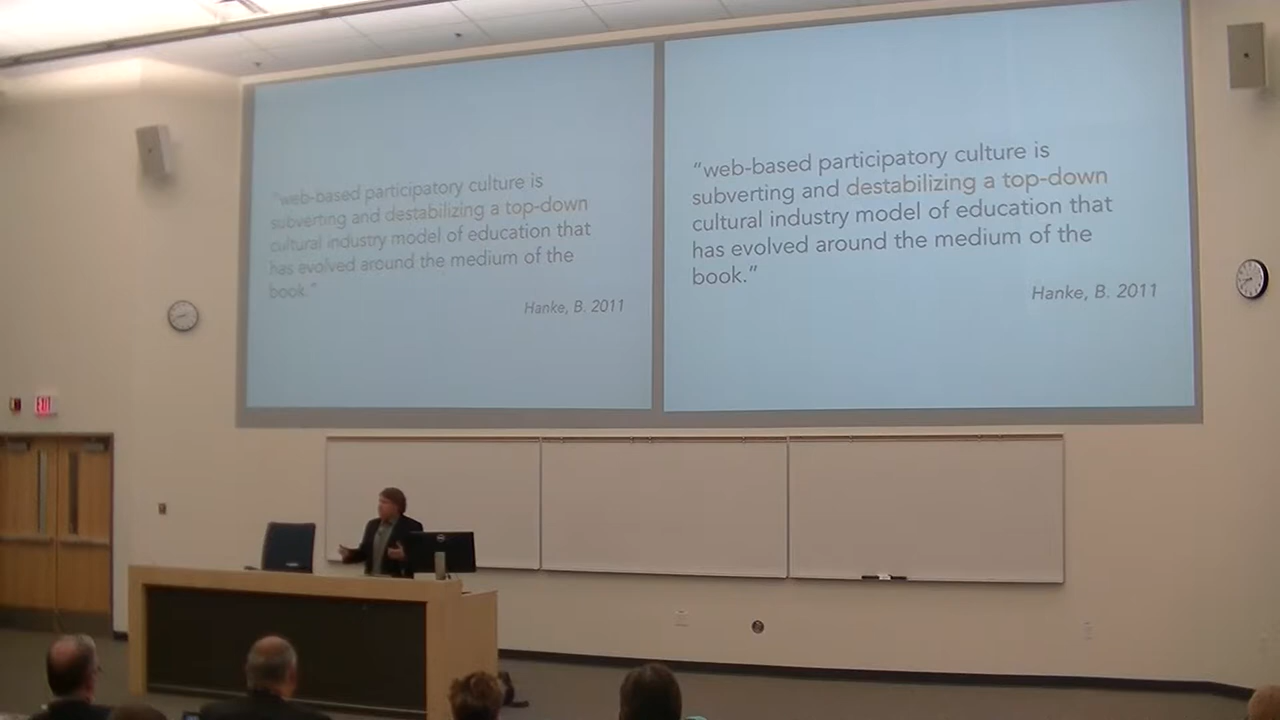 “web-based participatory culture is
subverting and destabilizing a top-down
cultural industry model of education that
has evolved around the medium of the
book.”
Hanke, B. 2011
“web-based participatory culture is
subverting and destabilizing a top-down
cultural industry model of education that
has evolved around the medium of the
book.”
Hanke, B. 2011
EXIT